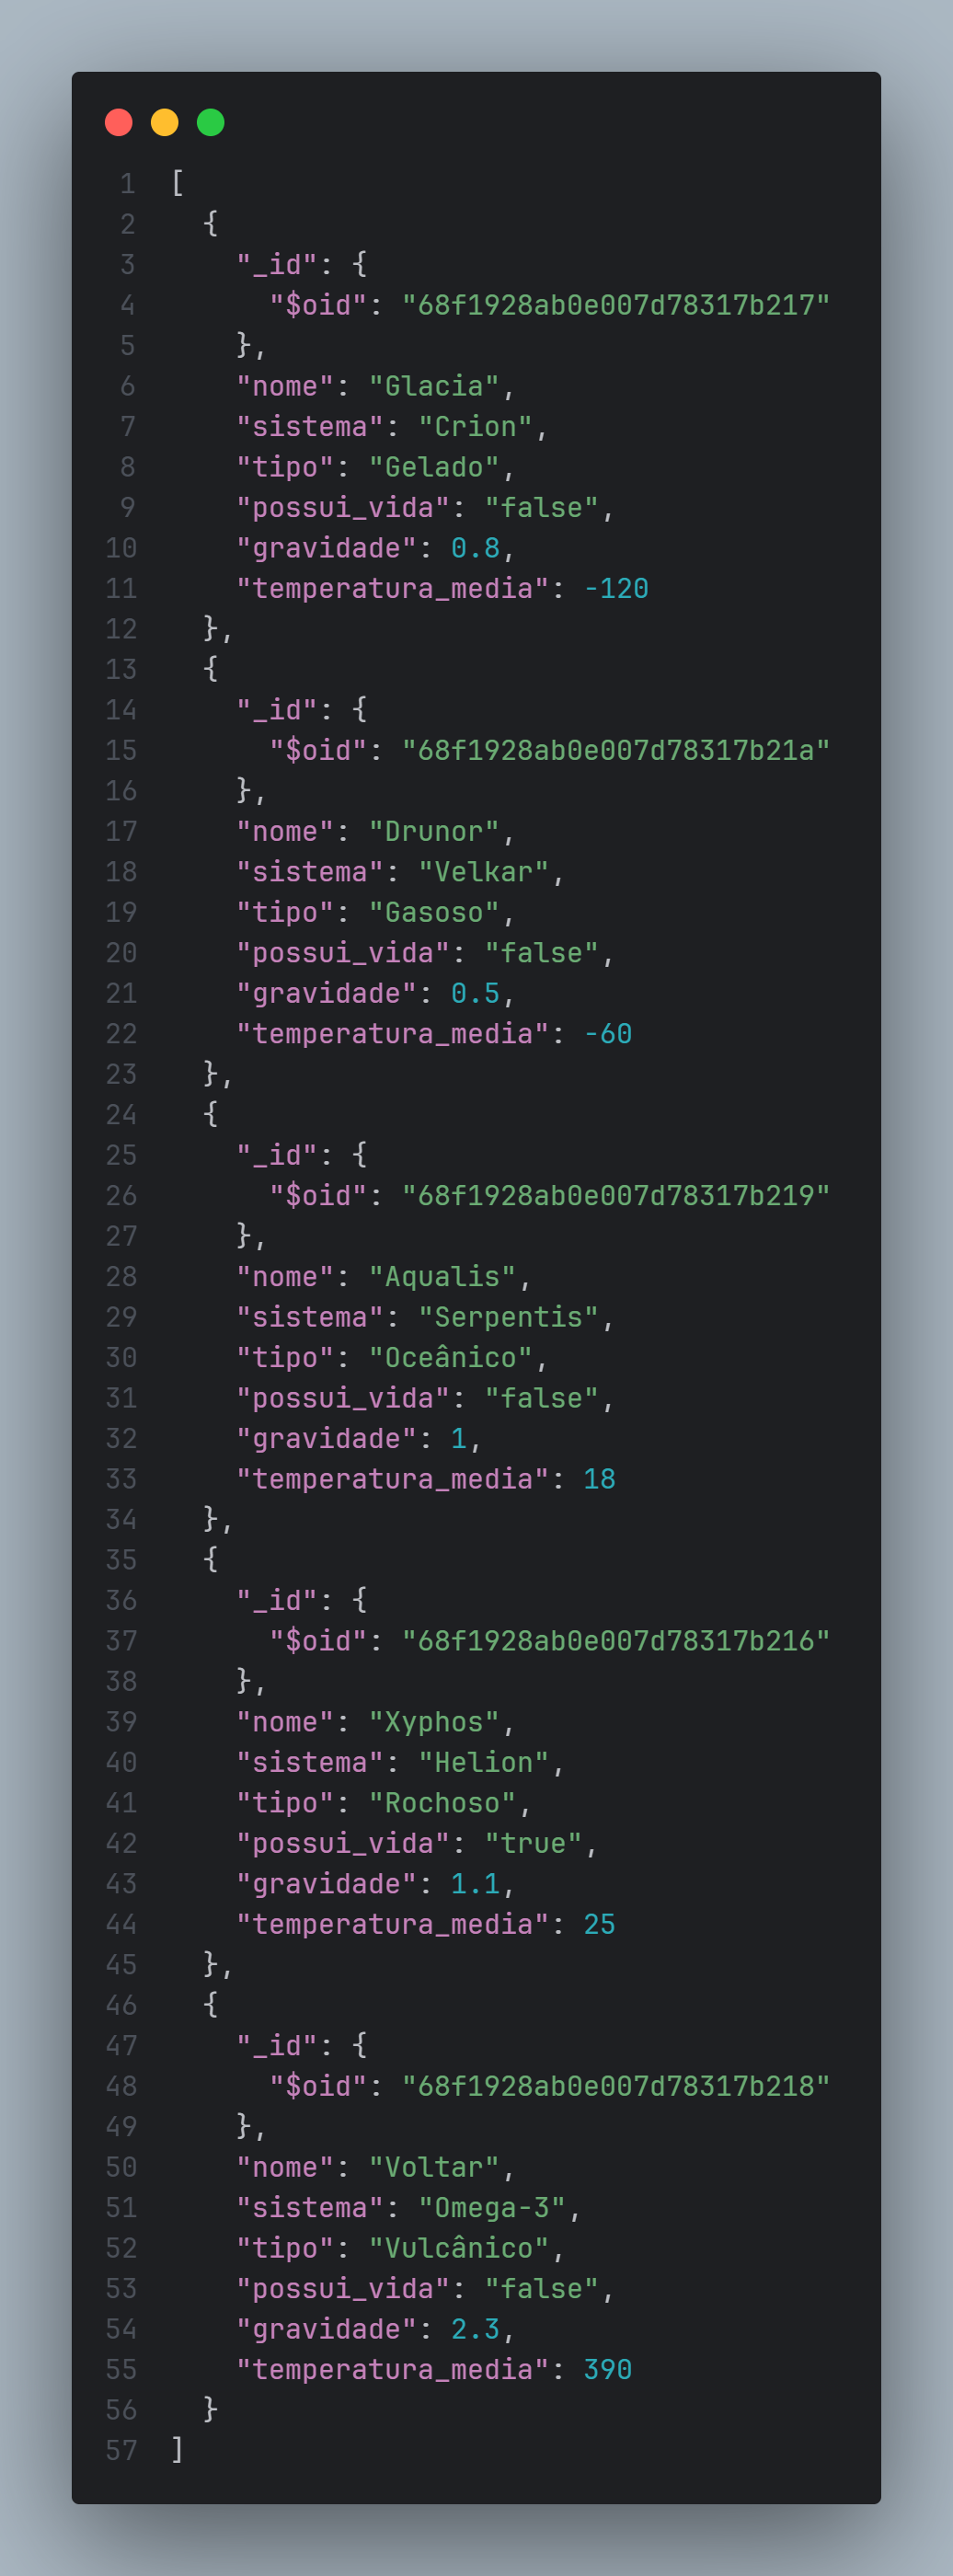 1 [
2   {
3     "_id": {
4       "$oid": "68f1928ab0e007d78317b217"
5     },
6     "nome": "Glacia",
7     "sistema": "Crion",
8     "tipo": "Gelado",
9     "possui_vida": "false",
10     "gravidade": 0.8,
11     "temperatura_media": -120
12   },
13   {
14     "_id": {
15       "$oid": "68f1928ab0e007d78317b21a"
16     },
17     "nome": "Drunor",
18     "sistema": "Velkar",
19     "tipo": "Gasoso",
20     "possui_vida": "false",
21     "gravidade": 0.5,
22     "temperatura_media": -60
23   },
24   {
25     "_id": {
26       "$oid": "68f1928ab0e007d78317b219"
27     },
28     "nome": "Aqualis",
29     "sistema": "Serpentis",
30     "tipo": "Oceânico",
31     "possui_vida": "false",
32     "gravidade": 1,
33     "temperatura_media": 18
34   },
35   {
36     "_id": {
37       "$oid": "68f1928ab0e007d78317b216"
38     },
39     "nome": "Xyphos",
40     "sistema": "Helion",
41     "tipo": "Rochoso",
42     "possui_vida": "true",
43     "gravidade": 1.1,
44     "temperatura_media": 25
45   },
46   {
47     "_id": {
48       "$oid": "68f1928ab0e007d78317b218"
49     },
50     "nome": "Voltar",
51     "sistema": "Omega-3",
52     "tipo": "Vulcânico",
53     "possui_vida": "false",
54     "gravidade": 2.3,
55     "temperatura_media": 390
56   }
57 ]